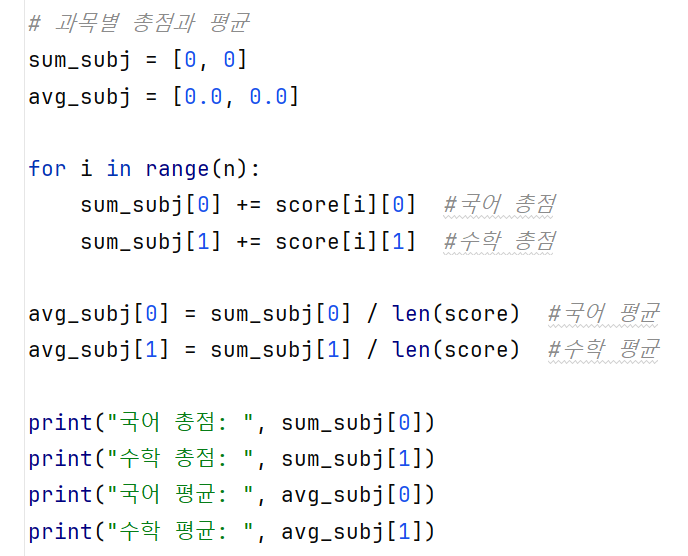 # 과목별 총점과 평균
sum_subj = [0, 0]
avg_subj = [0.0, 0.0]
for i in range(n):
    sum_subj[0] += score[i][0]  #국어 총점
    sum_subj[1] += score[i][1]  #수학 총점
avg_subj[0] = sum_subj[0] / len(score)  #국어 평균
avg_subj[1] = sum_subj[1] / len(score)  #수학 평균
print("국어 총점: ", sum_subj[0])
print("수학 총점: ", sum_subj[1])
print("국어 평균: ", avg_subj[0])
print("수학 평균: ", avg_subj[1])